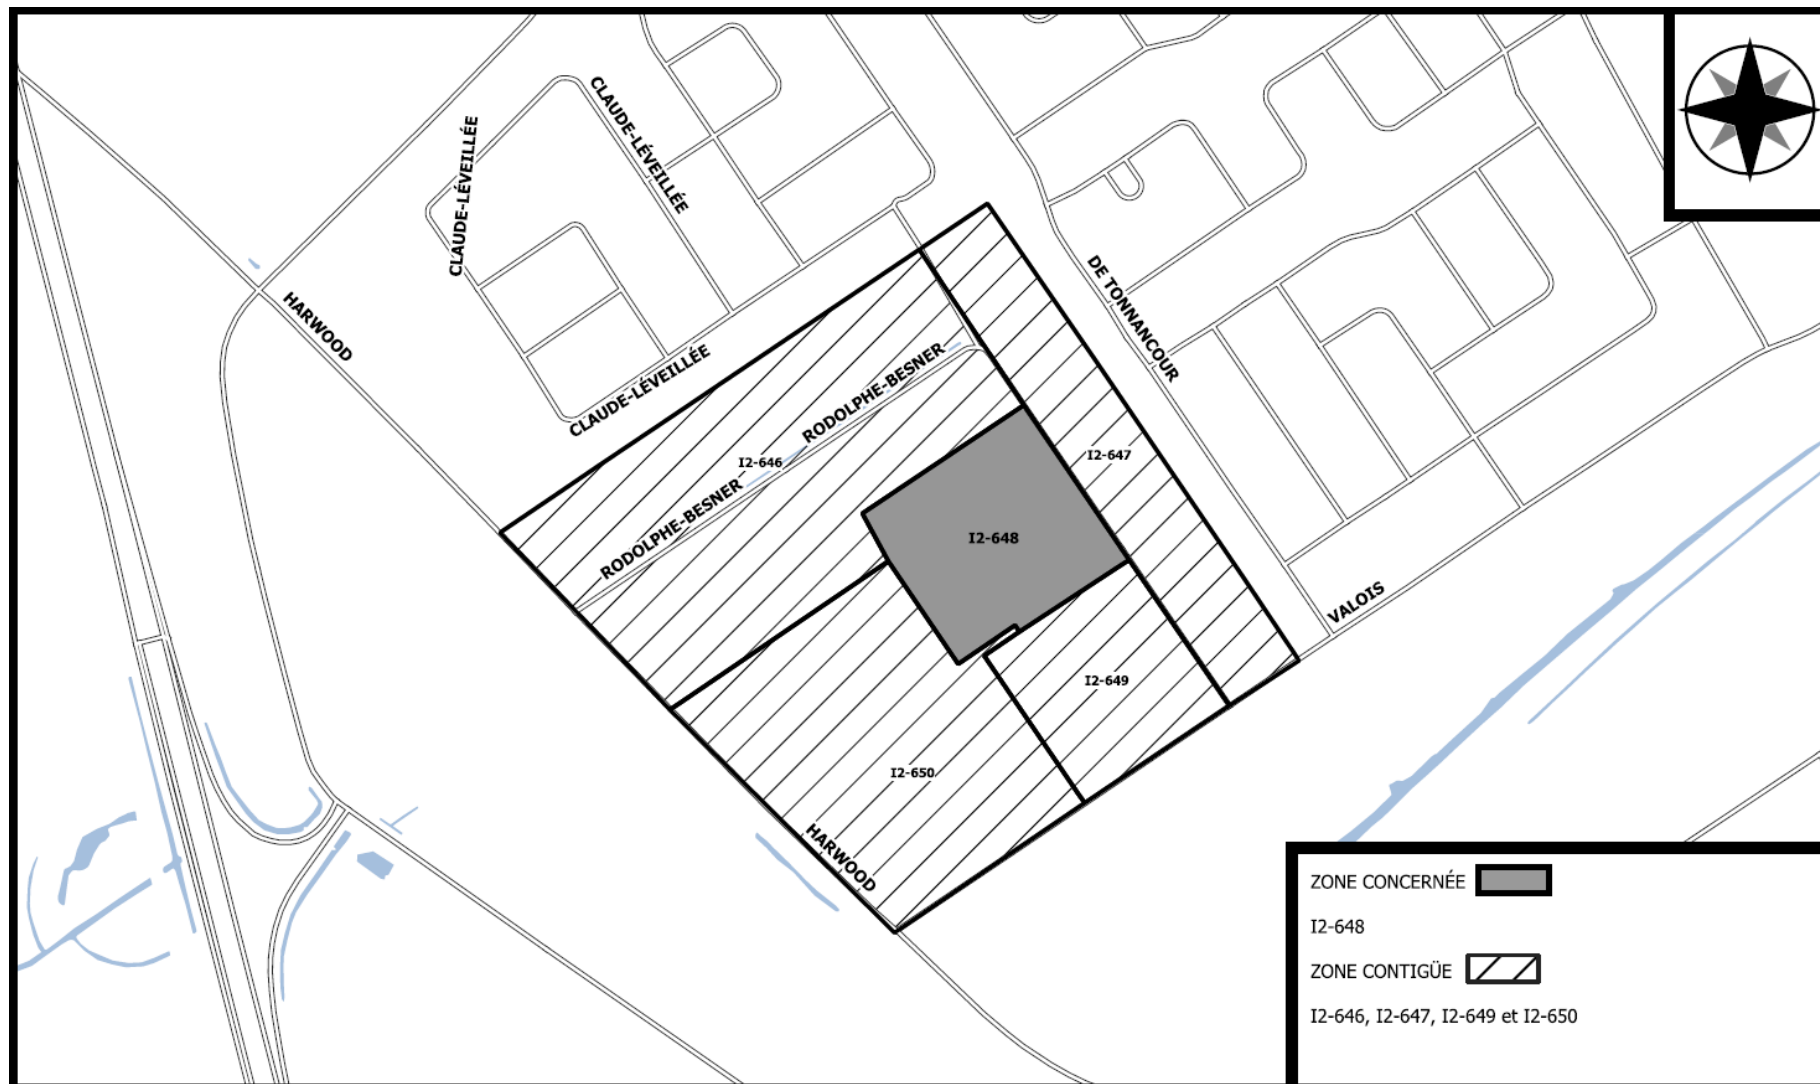 CLAUDE-LÉVEILLÉE
CLAUDE-LÉVEILLÉE
HARWOOD
DE TONNANCOUR
CLAUDE-LÉVEILLÉE
RODOLPHE-BESNER
I2-646
I2-647
RODOLPHE-BESNER
I2-648
VALOIS
I2-649
I2-650
HARWOOD
ZONE CONCERNÉE
I2-648
ZONE CONTIGÜE
I2-646, I2-647, I2-649 et I2-650